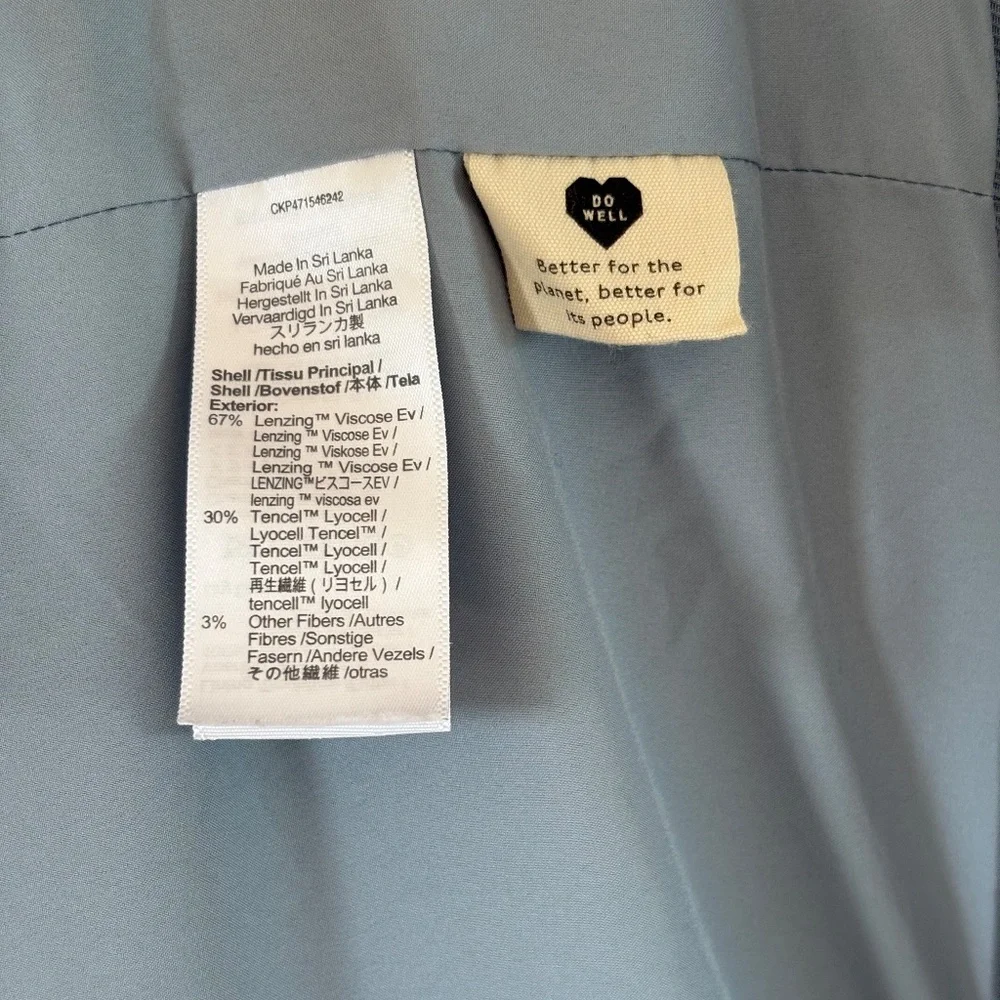 CKP471546242
Made In Sri Lanka
Fabriqué Au Sri Lanka
Hergestellt In Sri Lanka
Vervaardigd In Sri Lanka
スリランカ製
hecho en sri lanka
Shell /Tissu Principal /
Shell /Bovenstof /本体 /Tela
Exterior:
67% Lenzing™ Viscose Ev /
Lenzing ™ Viscose Ev /
Lenzing ™ Viskose Ev /
Lenzing ™ Viscose Ev /
LENZING™ビスコースEV /
lenzing ™ viscosa ev
30% Tencel™ Lyocell /
Lyocell Tencel™ /
Tencel™ Lyocell /
Tencel™ Lyocell /
再生繊維 ( リヨセル ) /
tencell™ lyocell
3% Other Fibers /Autres
Fibres /Sonstige
Fasern /Andere Vezels /
その他繊維 /otras
DO
WELL
Better for the
planet, better for
its people.